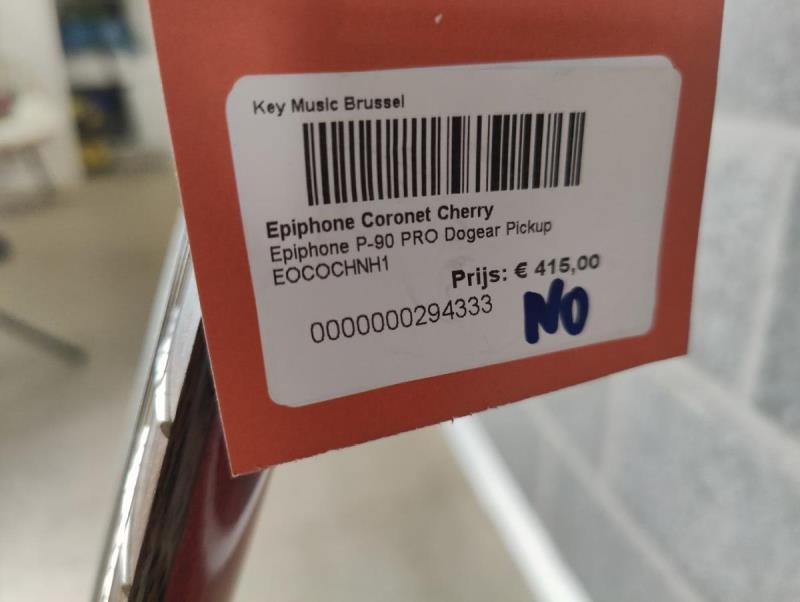 Key Music Brussel
Epiphone Coronet Cherry
Epiphone P-90 PRO Dogear Pickup
EOCOCHNH1
Prijs: € 415,00
0000000294333
NO